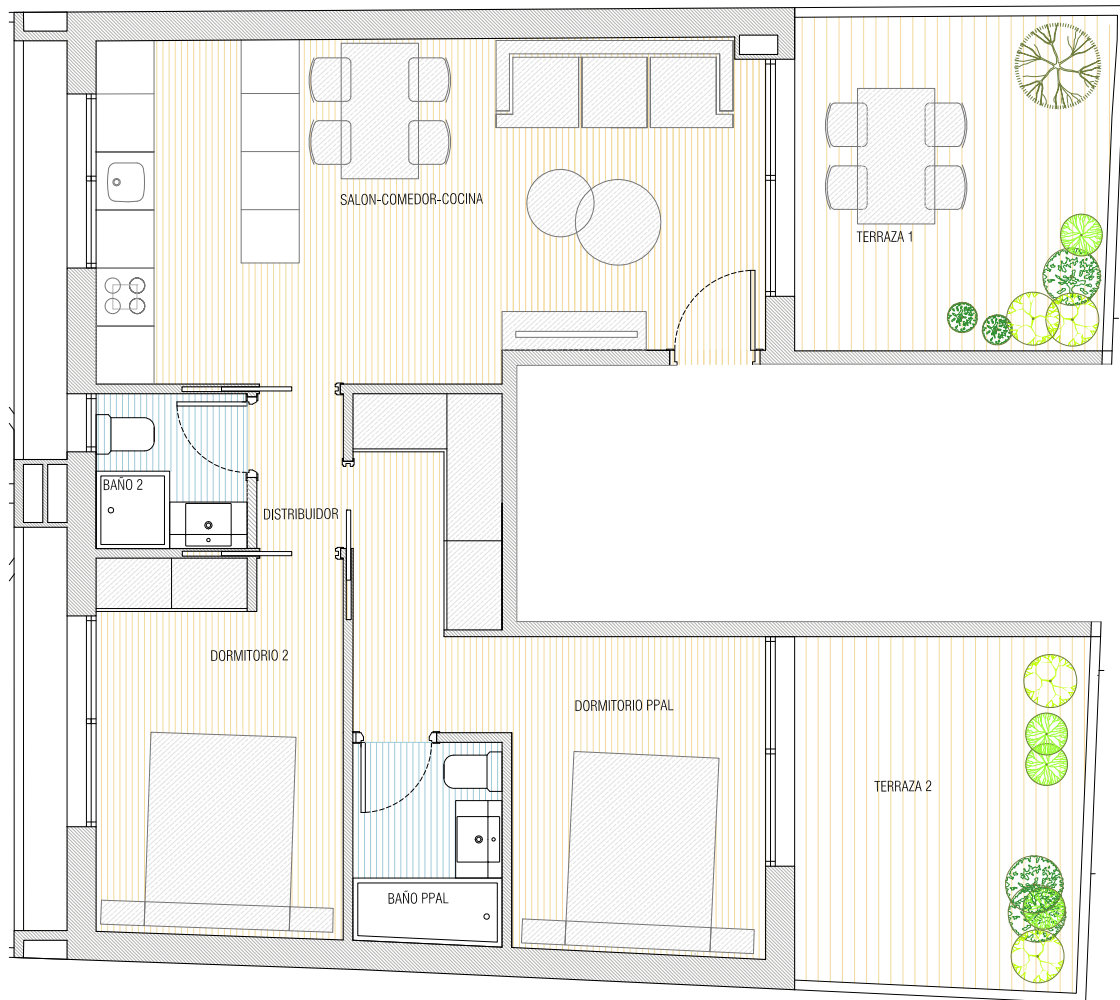 SALON-COMEDOR-COCINA
TERRAZA 1
BAÑO 2
DISTRIBUIDOR
DORMITORIO 2
DORMITORIO PPAL
TERRAZA 2
BAÑO PPAL